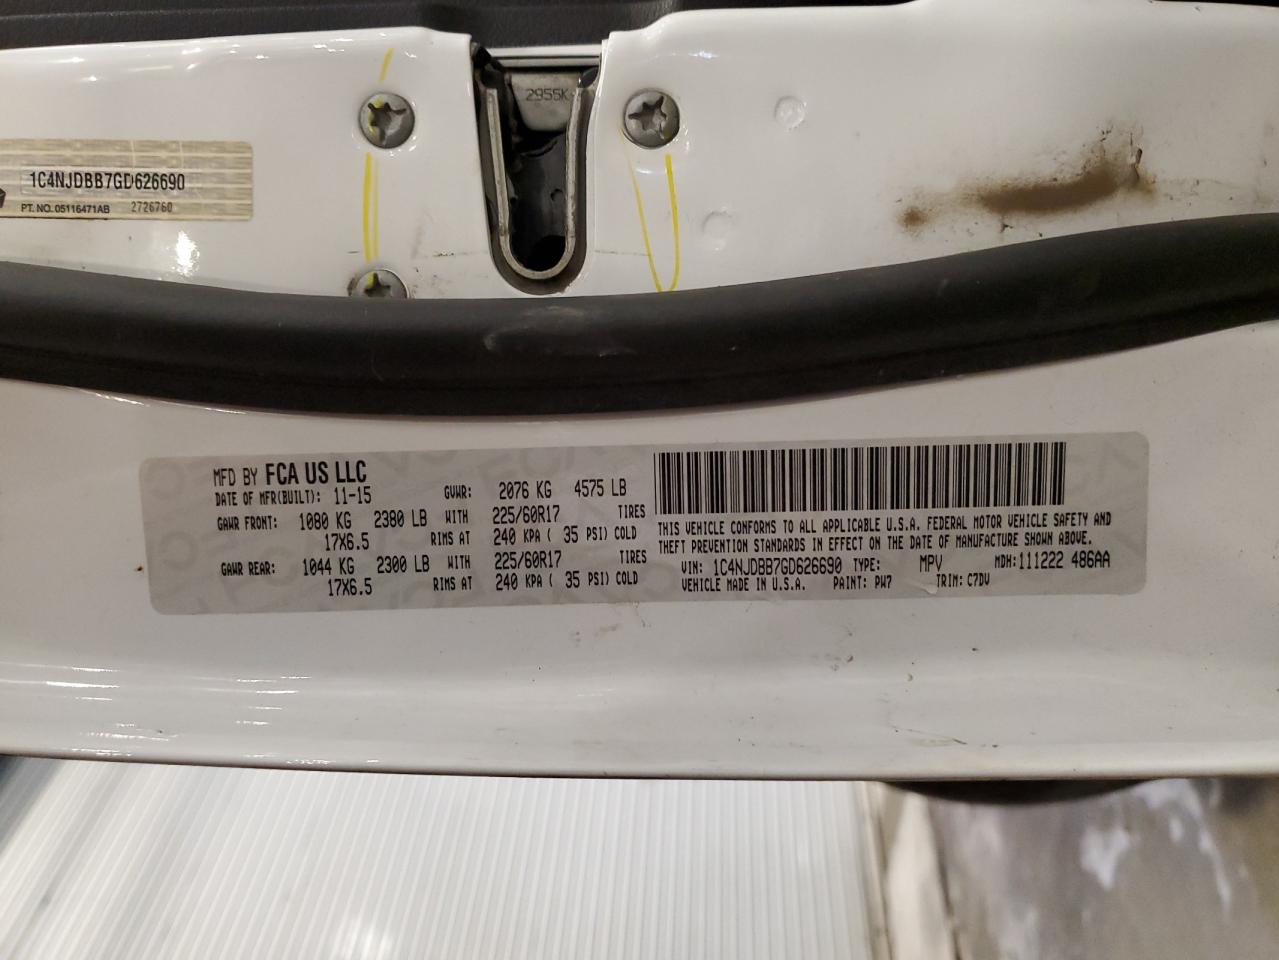 2955K
1C4NJDBB7GD626690
PT. NO. 05116471AB 2726760
MFD BY FCA US LLC
DATE OF MFR(BUILT): 11-15 GVWR: 2076 KG 4575 LB
GAWR FRONT: 1080 KG 2380 LB WITH 225/60R17 TIRES
17X6.5 RIMS AT 240 KPA ( 35 PSI) COLD
GAWR REAR: 1044 KG 2300 LB WITH 225/60R17 TIRES
17X6.5 RIMS AT 240 KPA ( 35 PSI) COLD
THIS VEHICLE CONFORMS TO ALL APPLICABLE U.S.A. FEDERAL MOTOR VEHICLE SAFETY AND
THEFT PREVENTION STANDARDS IN EFFECT ON THE DATE OF MANUFACTURE SHOWN ABOVE.
VIN: 1C4NJDBB7GD626690 TYPE: MPV MDH: 111222 486AA
VEHICLE MADE IN U.S.A. PAINT: PW7 TRIM: C7DV